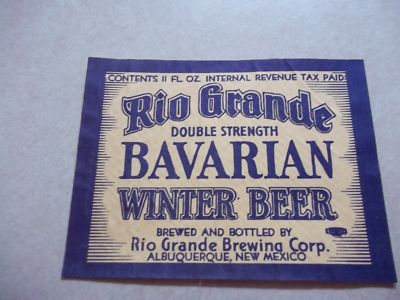 CONTENTS 11 FL. OZ. INTERNAL REVENUE TAX PAID
Rio Grande
DOUBLE STRENGTH
BAVARIAN
WINTER BEER
BREWED AND BOTTLED BY
Rio Grande Brewing Corp.
ALBUQUERQUE, NEW MEXICO